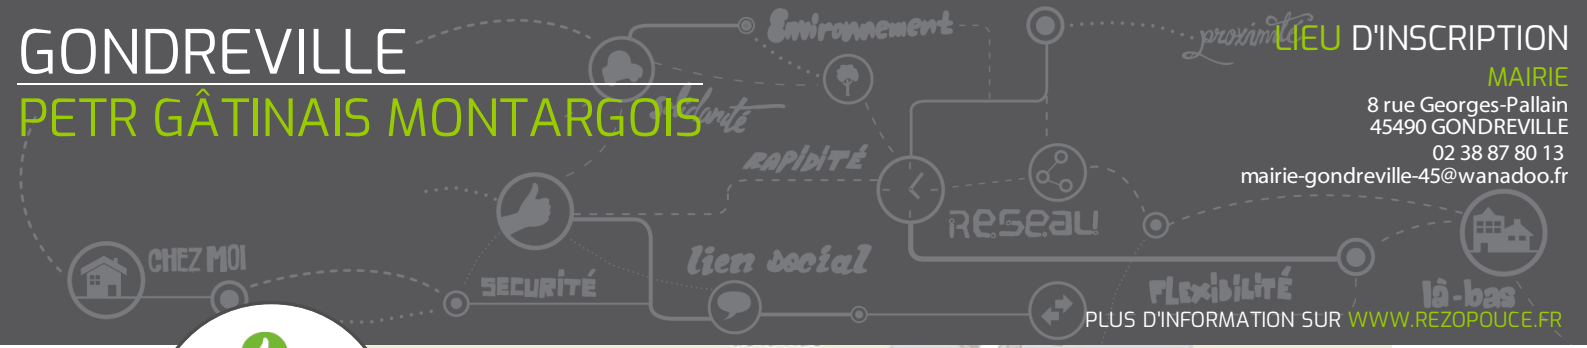 GONDREVILLE
PETR GÂTINAIS MONTARGOIS
LIEU D'INSCRIPTION
MAIRIE
8 rue Georges-Pallain
45490 GONDREVILLE
02 38 87 80 13
mairie-gondreville-45@wanadoo.fr
Environnement
proximité
solidarité
RAPIDITÉ
RESEAU
CHEZ MOI
lien social
SECURITÉ
FLEXIBILITÉ
là-bas
PLUS D'INFORMATION SUR WWW.REZOPOUCE.FR